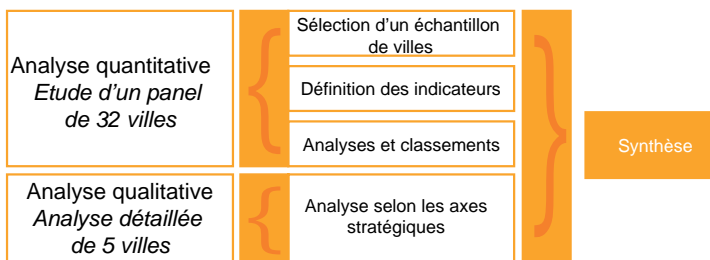 Analyse quantitative
Etude d'un panel
de 32 villes
Sélection d'un échantillon
de villes
Définition des indicateurs
Analyses et classements
Analyse qualitative
Analyse détaillée
de 5 villes
Analyse selon les axes
stratégiques
Synthèse